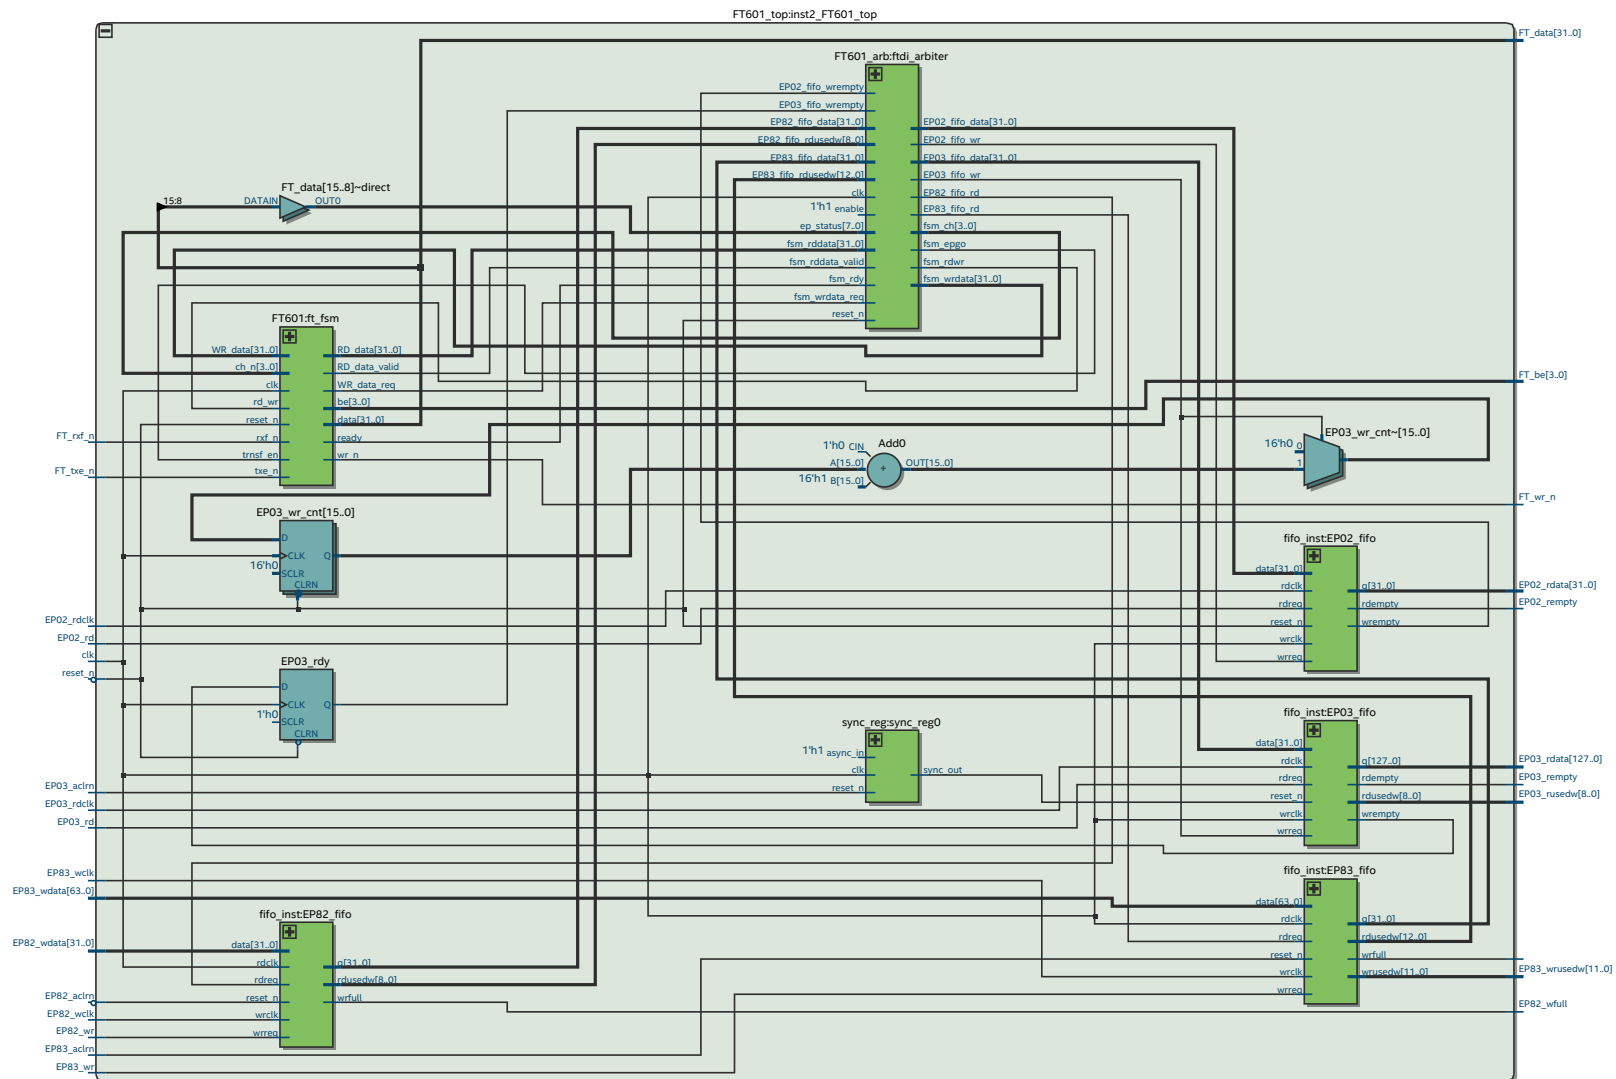 FT601_top:inst2_FT601_top
FT_data[31..0]
FT601_arb:ftdi_arbiter
EP02_fifo_wrempty
EP03_fifo_wrempty
EP82_fifo_data[31..0]
EP82_fifo_rdusedw[8..0]
EP83_fifo_data[31..0]
EP83_fifo_rdusedw[12..0]
clk
1'h1 enable
ep_status[7..0]
fsm_rddata[31..0]
fsm_rddata_valid
fsm_rdy
fsm_wrdata_req
reset_n
EP02_fifo_data[31..0]
EP02_fifo_wr
EP03_fifo_data[31..0]
EP03_fifo_wr
EP82_fifo_rd
EP83_fifo_rd
fsm_ch[3..0]
fsm_epgo
fsm_rdwr
fsm_wrdata[31..0]
FT_data[15..8]~direct
15:8
DATAIN
OUT0
FT601:ft_fsm
WR_data[31..0]
ch_n[3..0]
clk
rd_wr
reset_n
rxf_n
trnsf_en
txe_n
RD_data[31..0]
RD_data_valid
WR_data_req
be[3..0]
data[31..0]
ready
wr_n
FT_rxf_n
FT_txe_n
FT_be[3..0]
EP03_wr_cnt~[15..0]
16'h0 0
1
Add0
1'h0 CIN
A[15..0]
16'h1 B[15..0]
+
OUT[15..0]
FT_wr_n
EP03_wr_cnt[15..0]
D
CLK
16'h0
SCLR
CLRN
Q
fifo_inst:EP02_fifo
data[31..0]
rdclk
rdreq
reset_n
wrclk
wrreq
q[31..0]
rdempty
wrempty
EP02_rdata[31..0]
EP02_rempty
EP02_rdclk
EP02_rd
clk
reset_n
EP03_rdy
D
CLK
1'h0
SCLR
CLRN
Q
sync_reg:sync_reg0
1'h1 async_in
clk
reset_n
sync_out
fifo_inst:EP03_fifo
data[31..0]
rdclk
rdreq
reset_n
wrclk
wrreq
q[127..0]
rdempty
rdusedw[8..0]
wrempty
EP03_rdata[127..0]
EP03_rempty
EP03_rusedw[8..0]
EP03_aclrn
EP03_rdclk
EP03_rd
EP83_wclk
EP83_wdata[63..0]
fifo_inst:EP83_fifo
data[63..0]
rdclk
rdreq
reset_n
wrclk
wrreq
q[31..0]
rdusedw[12..0]
wrfull
wrusedw[11..0]
EP83_wrusedw[11..0]
EP82_wfull
fifo_inst:EP82_fifo
data[31..0]
rdclk
rdreq
reset_n
wrclk
wrreq
q[31..0]
rdusedw[8..0]
wrfull
EP82_wdata[31..0]
EP82_aclrn
EP82_wclk
EP82_wr
EP83_aclrn
EP83_wr